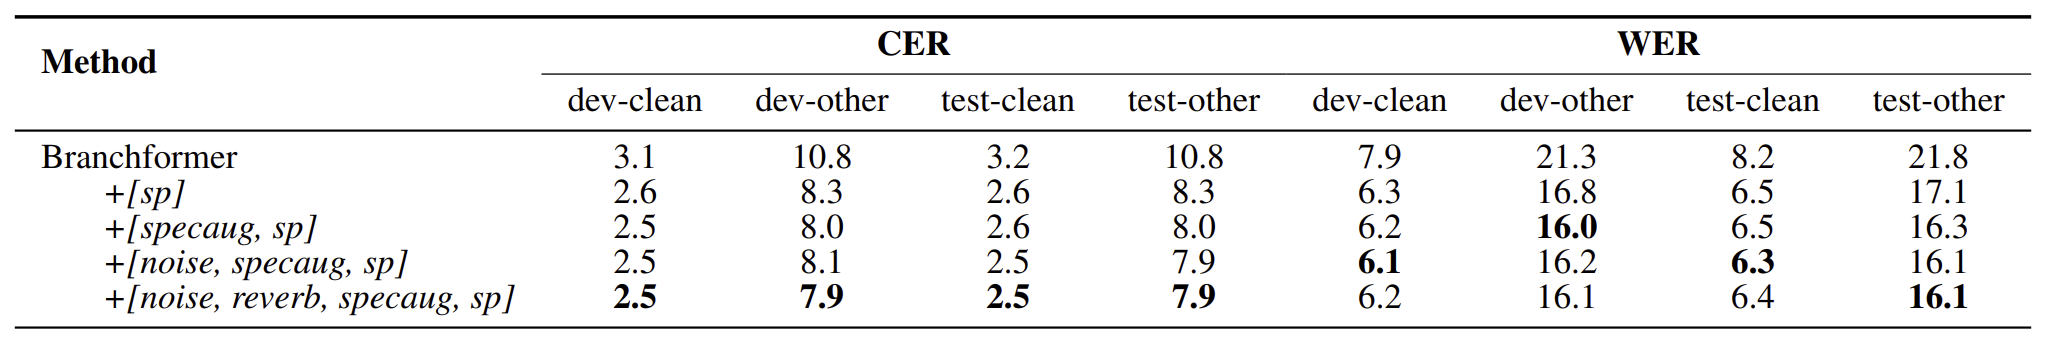 Method CER WER
dev-clean dev-other test-clean test-other dev-clean dev-other test-clean test-other
Branchformer 3.1 10.8 3.2 10.8 7.9 21.3 8.2 21.8
+[sp] 2.6 8.3 2.6 8.3 6.3 16.8 6.5 17.1
+[specaug, sp] 2.5 8.0 2.6 8.0 6.2 16.0 6.5 16.3
+[noise, specaug, sp] 2.5 8.1 2.5 7.9 6.1 16.2 6.3 16.1
+[noise, reverb, specaug, sp] 2.5 7.9 2.5 7.9 6.2 16.1 6.4 16.1